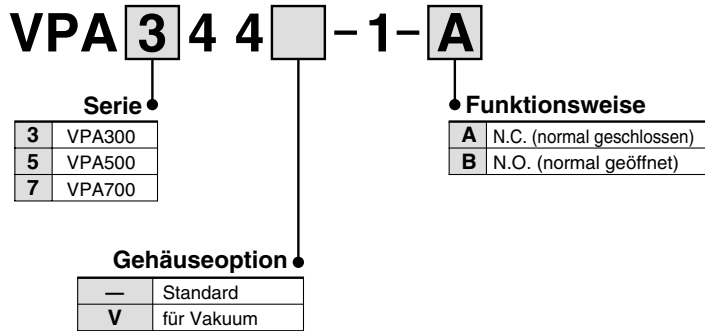 VPA 3 4 4 – 1 – A
Serie
3 VPA300
5 VPA500
7 VPA700
Funktionsweise
A N.C. (normal geschlossen)
B N.O. (normal geöffnet)
Gehäuseoption
— Standard
V für Vakuum